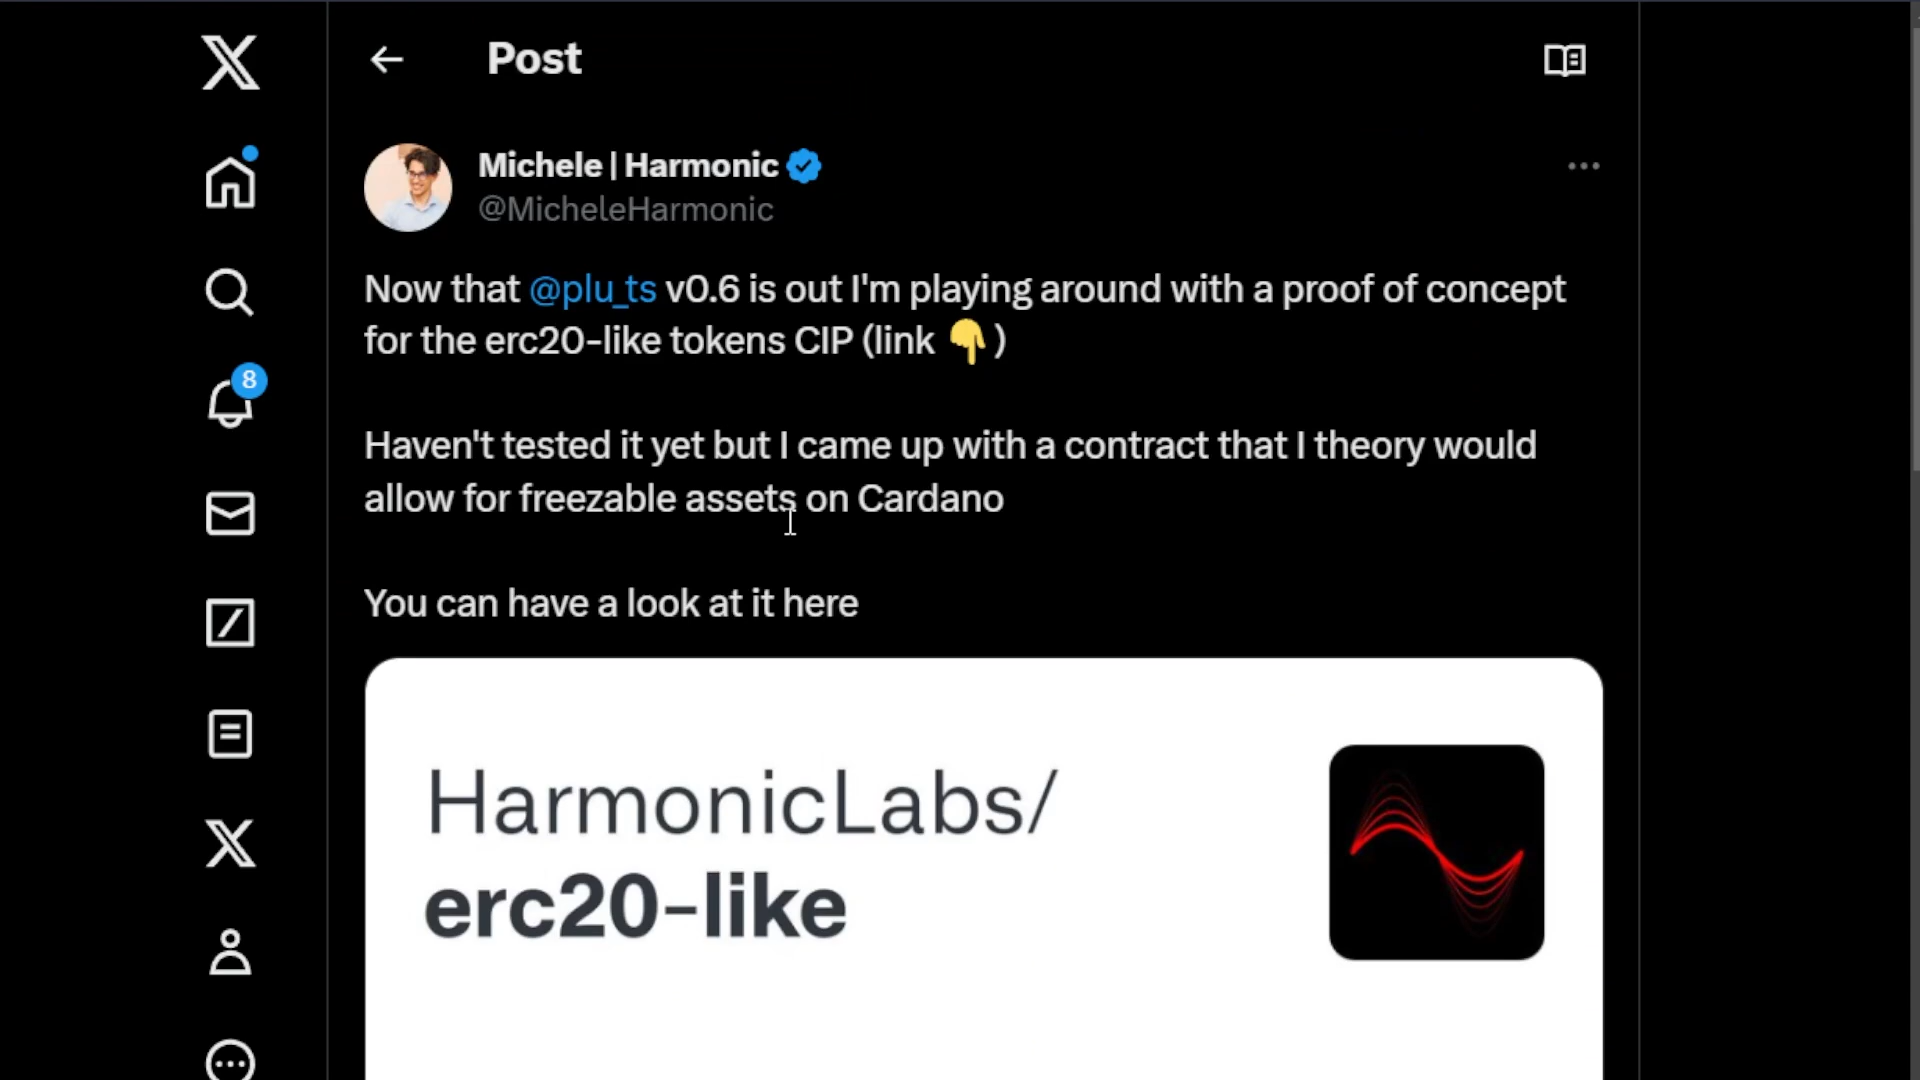 Post
Michele | Harmonic
@MicheleHarmonic
Now that @plu_ts v0.6 is out I'm playing around with a proof of concept
for the erc20-like tokens CIP (link 👇)
8
Haven't tested it yet but I came up with a contract that I theory would
allow for freezable assets on Cardano
You can have a look at it here
HarmonicLabs/
erc20-like